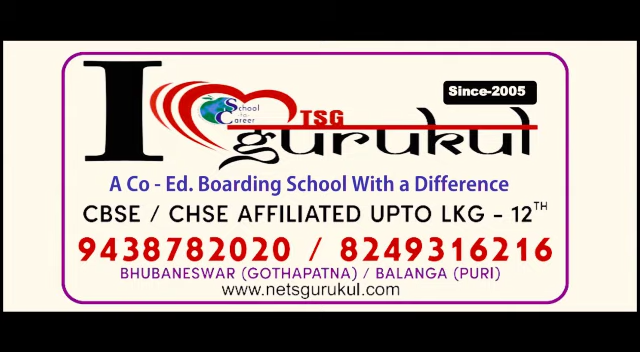 I
School
-to-
Career
TSG
gurukul
Since-2005
A Co - Ed. Boarding School With a Difference
CBSE / CHSE AFFILIATED UPTO LKG - 12TH
9438782020 / 8249316216
BHUBANESWAR (GOTHAPATNA) / BALANGA (PURI)
www.netsgurukul.com